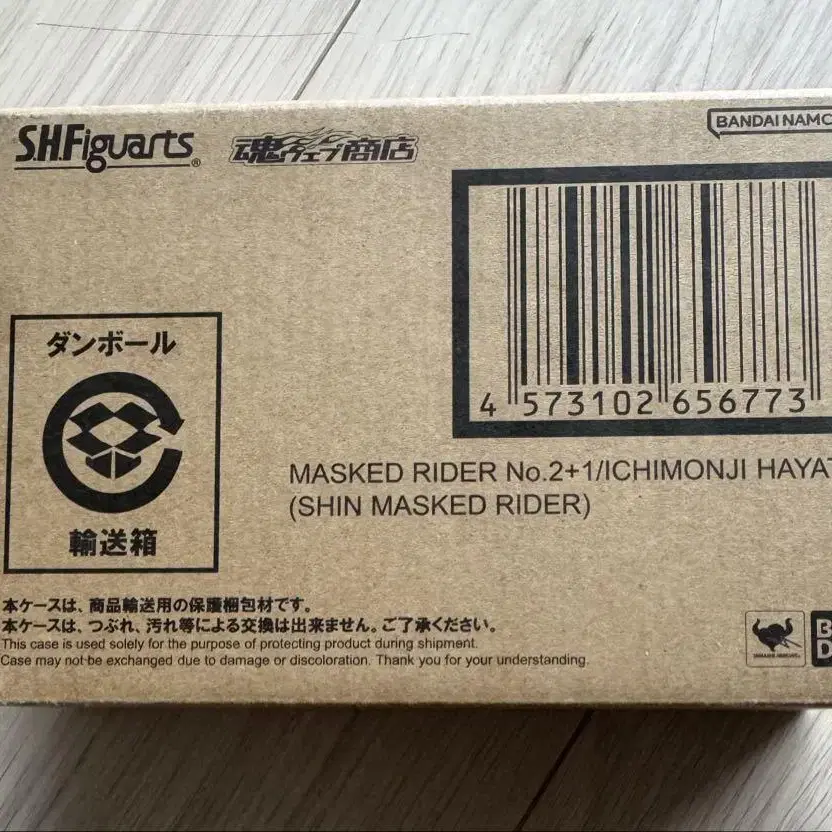 S.H.Figuarts®
魂ウェブ商店
BANDAI NAMCO
4 573102 656773
ダンボール
輸送箱
MASKED RIDER No.2+1/ICHIMONJI HAYAT
(SHIN MASKED RIDER)
本ケースは、商品輸送用の保護梱包材です。
本ケースは、つぶれ、汚れ等による交換は出来ません。ご了承ください。
This case is used solely for the purpose of protecting product during shipment.
Case may not be exchanged due to damage or discoloration. Thank you for your understanding.